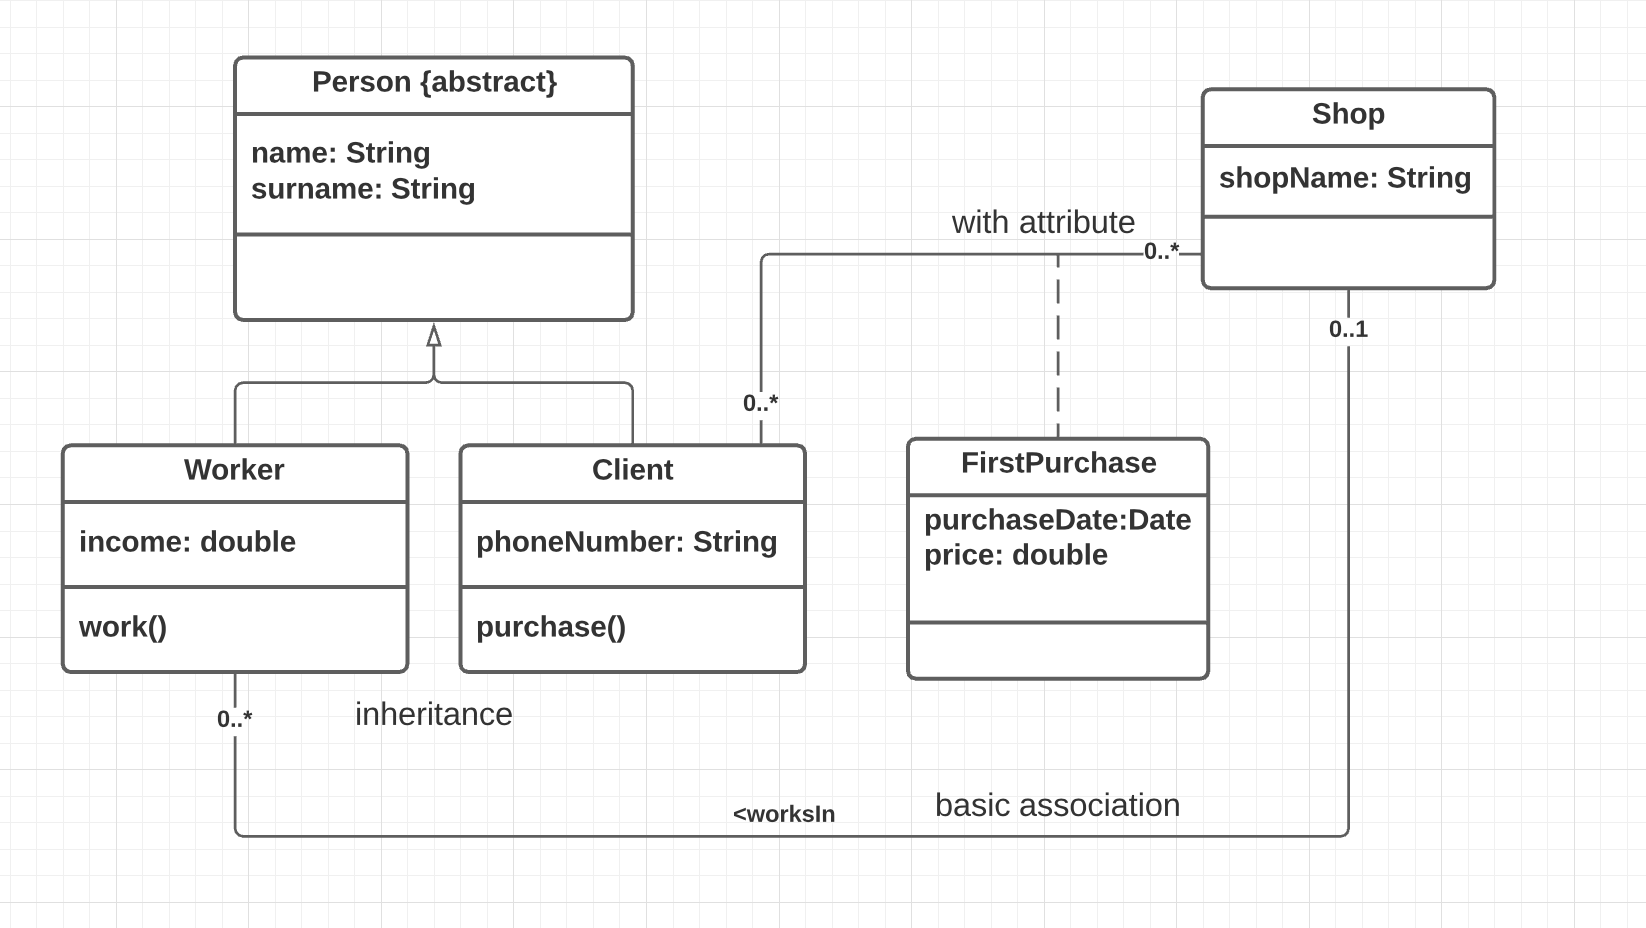 Person {abstract}
name: String
surname: String
Shop
shopName: String
with attribute
0..*
0..1
0..*
Worker
income: double
work()
Client
phoneNumber: String
purchase()
FirstPurchase
purchaseDate:Date
price: double
0..*
inheritance
<worksIn
basic association